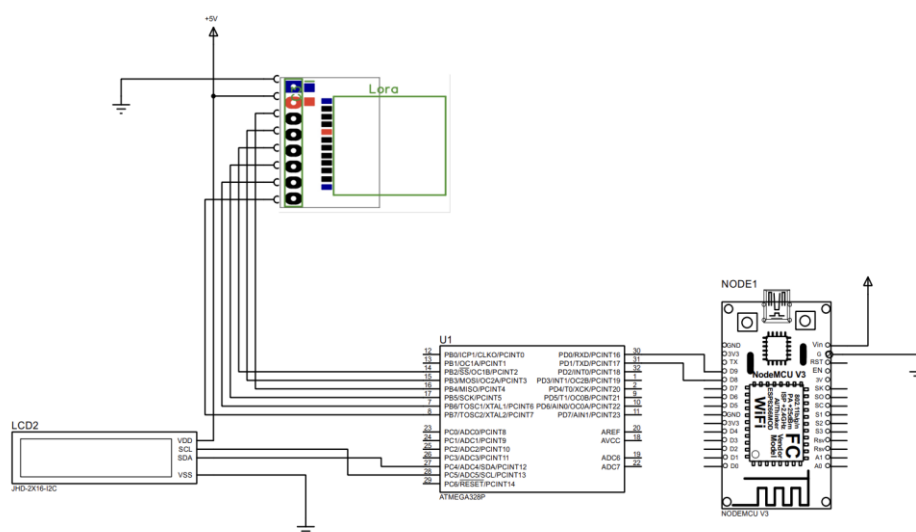 +5V
Lora
NODE1
U1
12 PB0/ICP1/CLKO/PCINT0 PD0/RXD/PCINT16 30
13 PB1/OC1A/PCINT1 PD1/TXD/PCINT17 31
14 PB2/SS/OC1B/PCINT2 PD2/INT0/PCINT18 32
15 PB3/MOSI/OC2A/PCINT3 PD3/INT1/OC2B/PCINT19 1
16 PB4/MISO/PCINT4 PD4/T0/XCK/PCINT20 2
17 PB5/SCK/PCINT5 PD5/T1/OC0B/PCINT21 9
7 PB6/TOSC1/XTAL1/PCINT6 PD6/AIN0/OC0A/PCINT22 10
8 PB7/TOSC2/XTAL2/PCINT7 PD7/AIN1/PCINT23 11
23 PC0/ADC0/PCINT8 AREF 20
24 PC1/ADC1/PCINT9 AVCC 18
25 PC2/ADC2/PCINT10
26 PC3/ADC3/PCINT11 ADC6 19
27 PC4/ADC4/SDA/PCINT12 ADC7 22
28 PC5/ADC5/SCL/PCINT13
29 PC6/RESET/PCINT14
ATMEGA328P
LCD2
VDD
SCL
SDA
VSS
JHD-2X16-I2C
GND Vin
3V3 G
TX RST
D9 EN
D8 3V
D7 SK
D6 SO
D5 SC
GND S1
3V3 S2
D4 S3
D3 Rsv
D2 Rsv
D1 A1
D0 A0
NodeMCU V3
WiFi
FC
Vendor
Model
NODEMCU V3